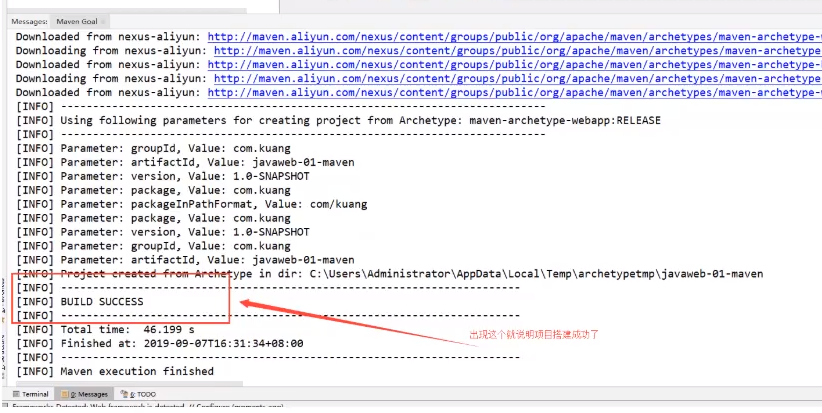 Messages: Maven Goal
Downloaded from nexus-aliyun: http://maven.aliyun.com/nexus/content/groups/public/org/apache/maven/archetypes/maven-archetype-
Downloading from nexus-aliyun: http://maven.aliyun.com/nexus/content/groups/public/org/apache/maven/archetypes/maven-archetype
Downloaded from nexus-aliyun: http://maven.aliyun.com/nexus/content/groups/public/org/apache/maven/archetypes/maven-archetype-
Downloading from nexus-aliyun: http://maven.aliyun.com/nexus/content/groups/public/org/apache/maven/archetypes/maven-archetype
Downloaded from nexus-aliyun: http://maven.aliyun.com/nexus/content/groups/public/org/apache/maven/archetypes/maven-archetype-
[INFO] ------------------------------------------------------------------------
[INFO] Using following parameters for creating project from Archetype: maven-archetype-webapp:RELEASE
[INFO] ------------------------------------------------------------------------
[INFO] Parameter: groupId, Value: com.kuang
[INFO] Parameter: artifactId, Value: javaweb-01-maven
[INFO] Parameter: version, Value: 1.0-SNAPSHOT
[INFO] Parameter: package, Value: com.kuang
[INFO] Parameter: packageInPathFormat, Value: com/kuang
[INFO] Parameter: package, Value: com.kuang
[INFO] Parameter: version, Value: 1.0-SNAPSHOT
[INFO] Parameter: groupId, Value: com.kuang
[INFO] Parameter: artifactId, Value: javaweb-01-maven
[INFO] Project created from Archetype in dir: C:\Users\Administrator\AppData\Local\Temp\archetypetmp\javaweb-01-maven
[INFO] ------------------------------------------------------------------------
[INFO] BUILD SUCCESS
[INFO] ------------------------------------------------------------------------
[INFO] Total time:  46.199 s
出现这个就说明项目搭建成功了
[INFO] Finished at: 2019-09-07T16:31:34+08:00
[INFO] ------------------------------------------------------------------------
[INFO] Maven execution finished
Terminal 0: Messages 6: TODO